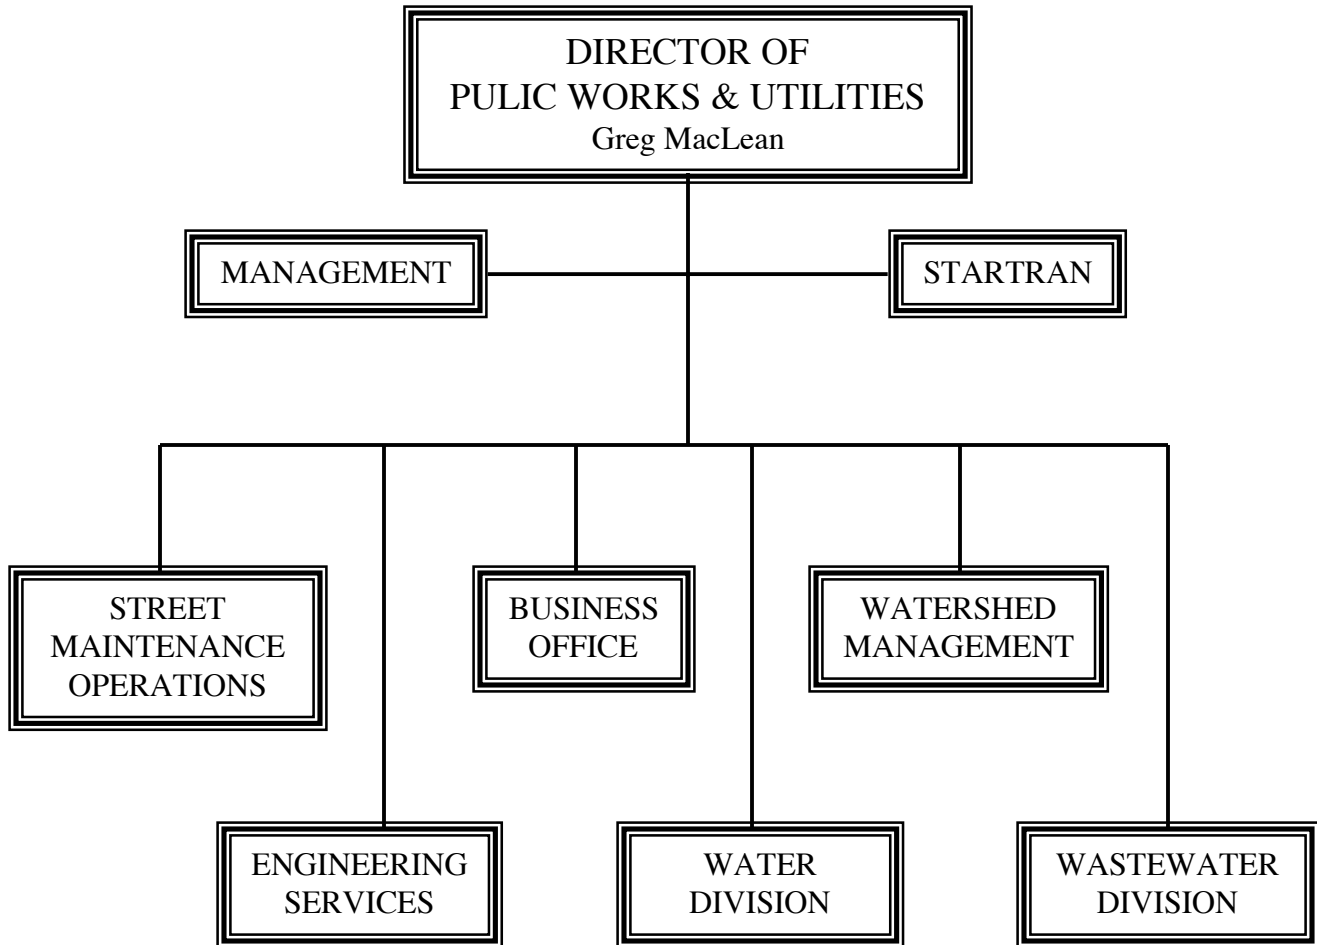 DIRECTOR OF
PULIC WORKS & UTILITIES
Greg MacLean
MANAGEMENT
STARTRAN
STREET
MAINTENANCE
OPERATIONS
BUSINESS
OFFICE
WATERSHED
MANAGEMENT
ENGINEERING
SERVICES
WATER
DIVISION
WASTEWATER
DIVISION